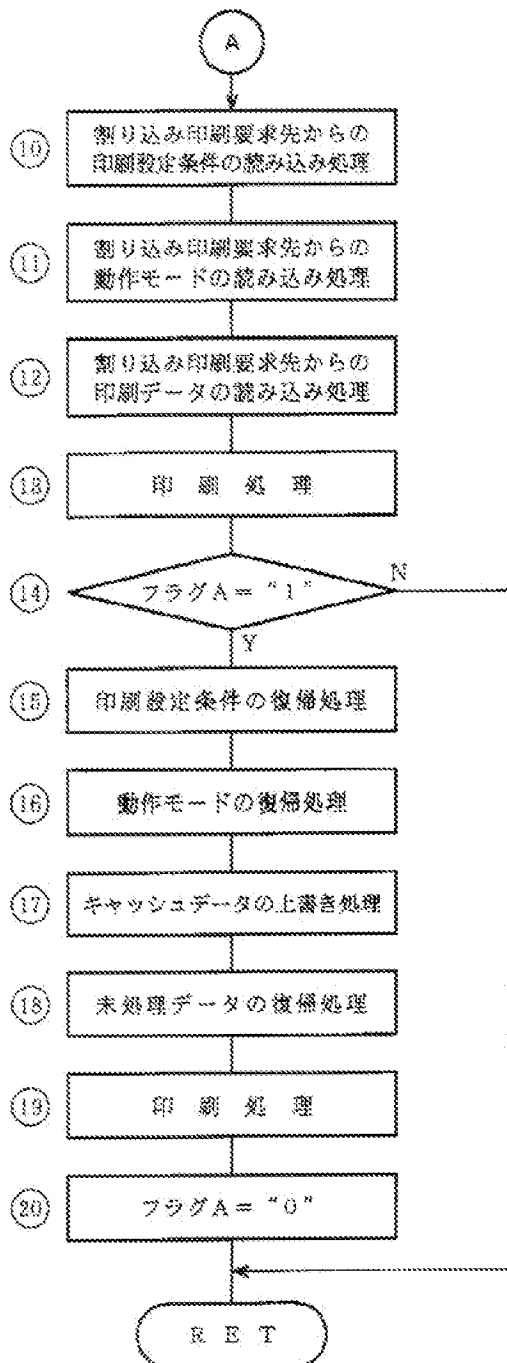 A
⑩
割り込み印刷要求先からの
印刷設定条件の読み込み処理
⑪
割り込み印刷要求先からの
動作モードの読み込み処理
⑫
割り込み印刷要求先からの
印刷データの読み込み処理
⑬
印 刷 処 理
⑭
フラグA=“1”
N
Y
⑮
印刷設定条件の復帰処理
⑯
動作モードの復帰処理
⑰
キャッシュデータの上書き処理
⑱
未処理データの復帰処理
⑲
印 刷 処 理
⑳
フラグA=“0”
R E T